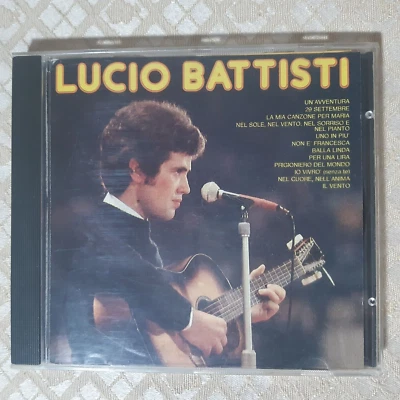 LUCIO BATTISTI
UN AVVENTURA
29 SETTEMBRE
LA MIA CANZONE PER MARIA
NEL SOLE, NEL VENTO, NEL SORRISO E
NEL PIANTO
UNO IN PIU'
NON E' FRANCESCA
BALLA LINDA
PER UNA LIRA
PRIGIONIERO DEL MONDO
IO VIVRO' (senza te)
NEL CUORE, NELL'ANIMA
IL VENTO